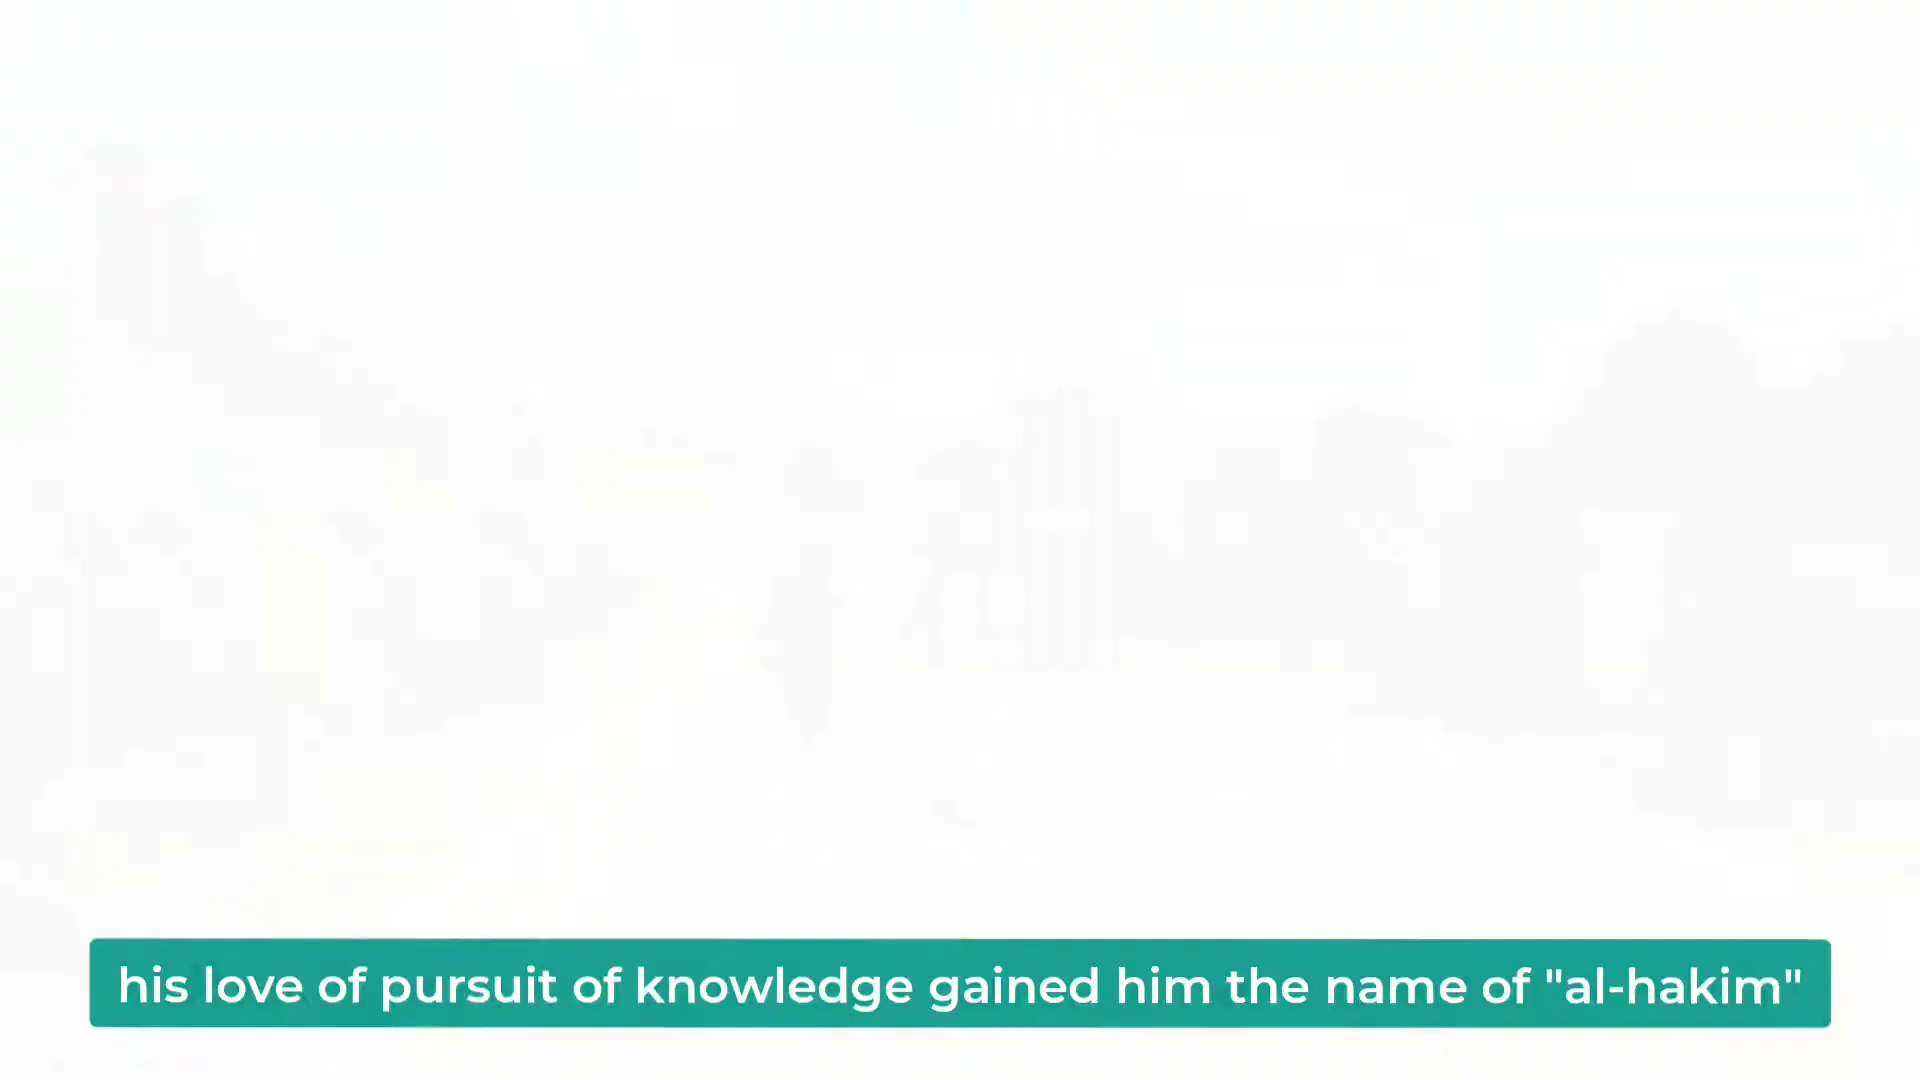 his love of pursuit of knowledge gained him the name of "al-hakim"